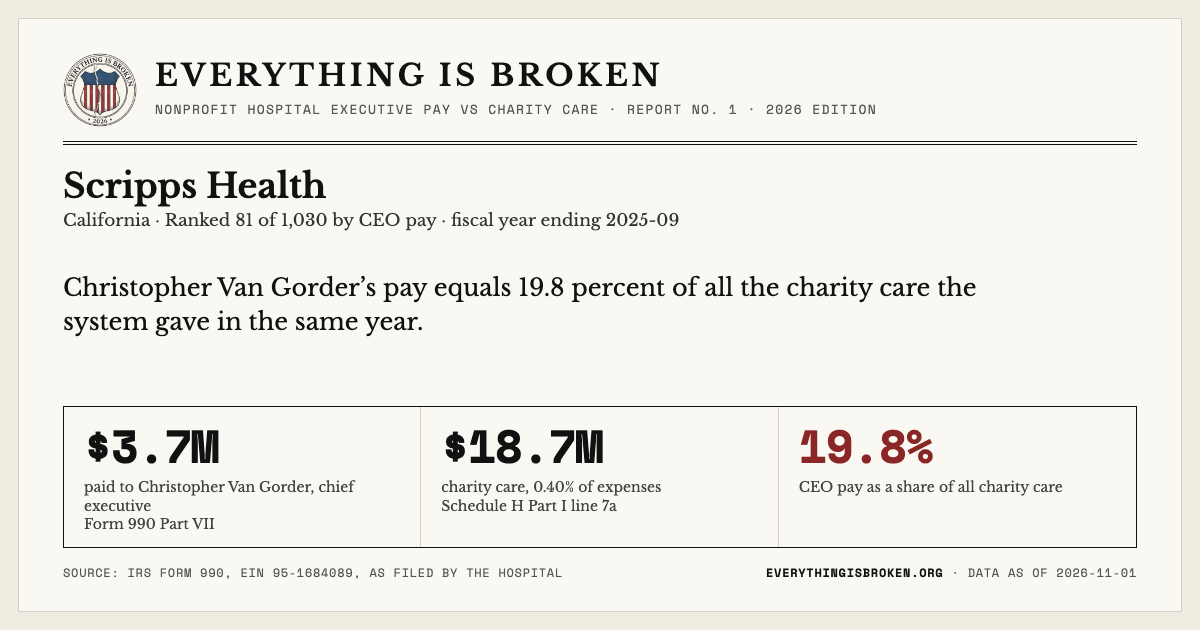 EVERYTHING IS BROKEN
· 2026 ·
EVERYTHING IS BROKEN
NONPROFIT HOSPITAL EXECUTIVE PAY VS CHARITY CARE · REPORT NO. 1 · 2026 EDITION
Scripps Health
California · Ranked 81 of 1,030 by CEO pay · fiscal year ending 2025-09
Christopher Van Gorder’s pay equals 19.8 percent of all the charity care the
system gave in the same year.
$3.7M
paid to Christopher Van Gorder, chief
executive
Form 990 Part VII
$18.7M
charity care, 0.40% of expenses
Schedule H Part I line 7a
19.8%
CEO pay as a share of all charity care
SOURCE: IRS FORM 990, EIN 95-1684089, AS FILED BY THE HOSPITAL
EVERYTHINGISBROKEN.ORG · DATA AS OF 2026-11-01